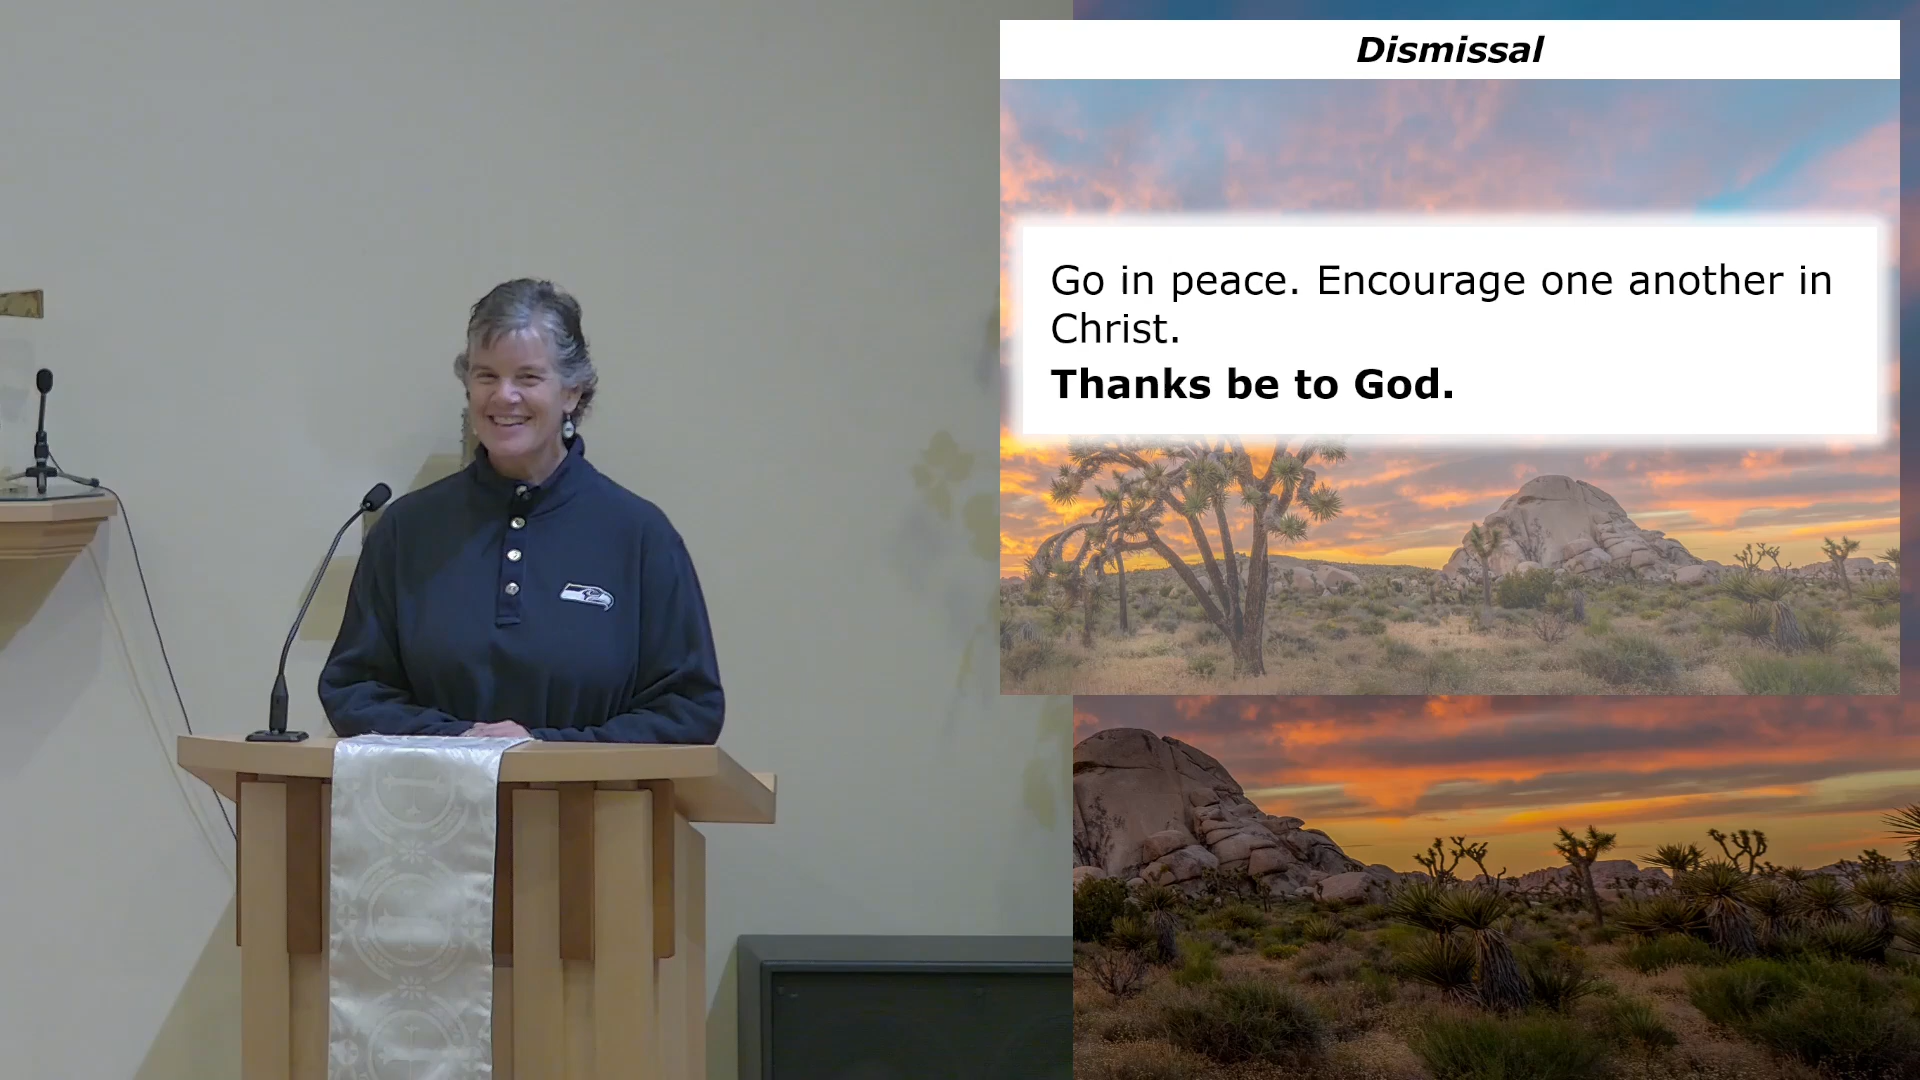 Dismissal
Go in peace. Encourage one another in
Christ.
Thanks be to God.